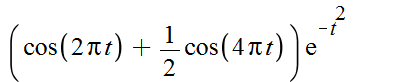 (cos(2πt) + 1/2 cos(4πt)) e^{-t^2}